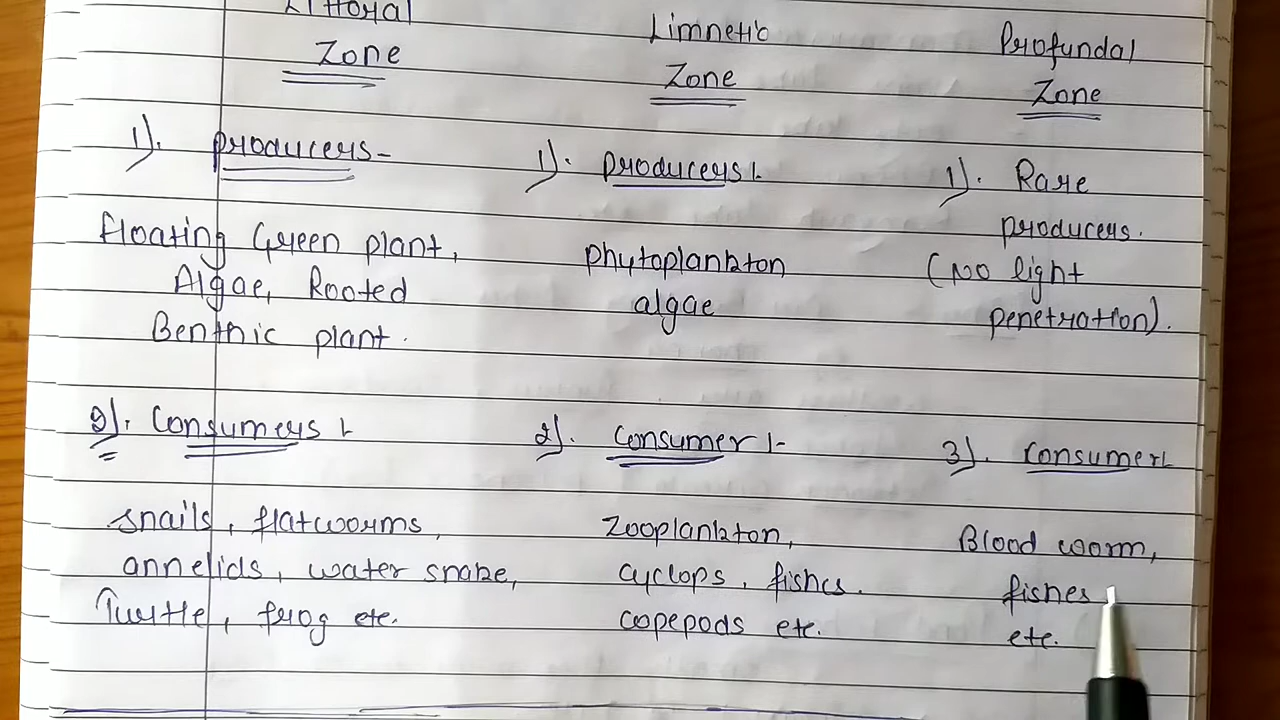 Littoral
Zone
1). producers-
Floating Green plant,
Algae, Rooted
Benthic plant.
2). Consumers :-
snails, flatworms,
annelids, water snake,
Turtle, frog etc.
Limnetic
Zone
1). producers :-
phytoplankton
algae
2). Consumer :-
Zooplankton,
cyclops, fishes.
copepods etc.
Profundal
Zone
1). Rare
producers.
(No light
penetration).
3). Consumer :-
Blood worm,
fishes
etc.